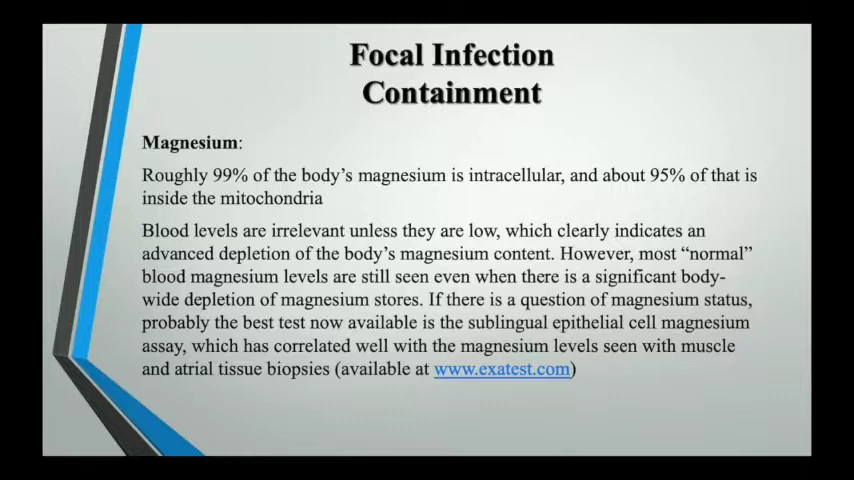 Focal Infection
Containment
Magnesium:
Roughly 99% of the body’s magnesium is intracellular, and about 95% of that is
inside the mitochondria
Blood levels are irrelevant unless they are low, which clearly indicates an
advanced depletion of the body’s magnesium content. However, most “normal”
blood magnesium levels are still seen even when there is a significant body-
wide depletion of magnesium stores. If there is a question of magnesium status,
probably the best test now available is the sublingual epithelial cell magnesium
assay, which has correlated well with the magnesium levels seen with muscle
and atrial tissue biopsies (available at www.exatest.com)